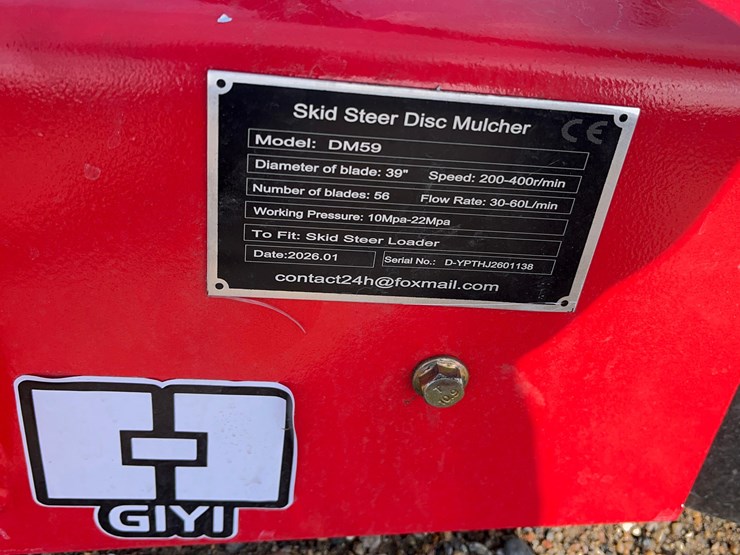 Skid Steer Disc Mulcher CE
Model: DM59
Diameter of blade: 39" Speed: 200-400r/min
Number of blades: 56 Flow Rate: 30-60L/min
Working Pressure: 10Mpa-22Mpa
To Fit: Skid Steer Loader
Date:2026.01 Serial No.: D-YPTHJ2601138
contact24h@foxmail.com
GIYI